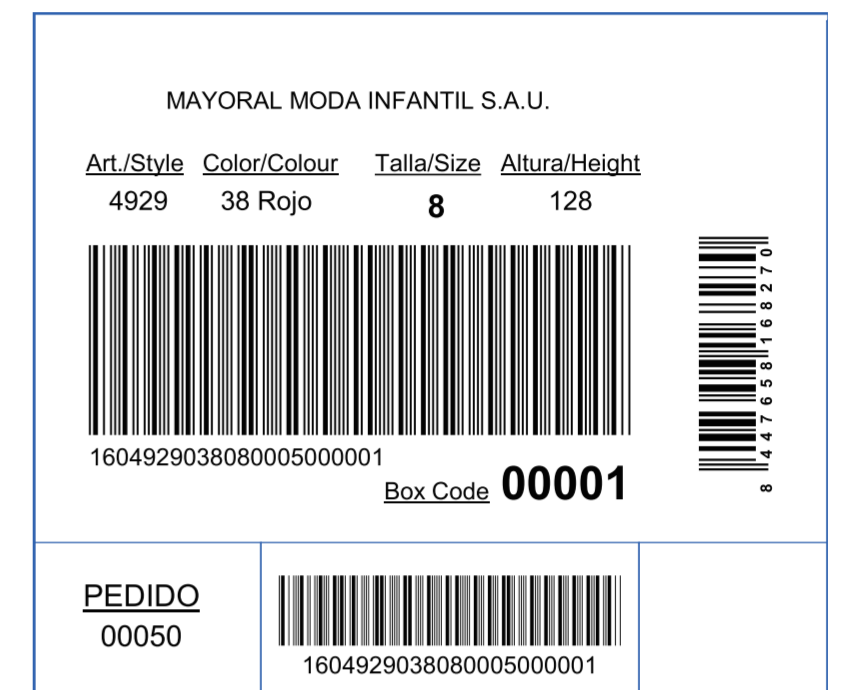 MAYORAL MODA INFANTIL S.A.U.
Art./Style Color/Colour Talla/Size Altura/Height
4929 38 Rojo 8 128
1604929038080005000001
Box Code 00001
8 447658 168270
PEDIDO
00050
1604929038080005000001